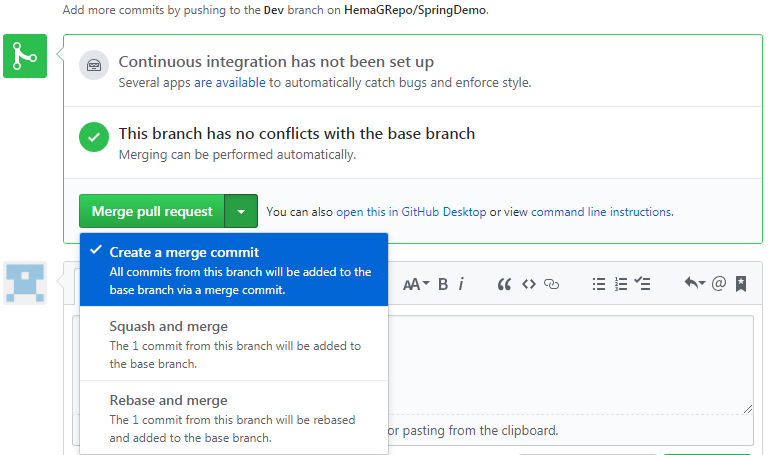 Add more commits by pushing to the Dev branch on HemaGRepo/SpringDemo.
Continuous integration has not been set up
Several apps are available to automatically catch bugs and enforce style.
This branch has no conflicts with the base branch
Merging can be performed automatically.
Merge pull request
You can also open this in GitHub Desktop or view command line instructions.
Create a merge commit
All commits from this branch will be added to the
base branch via a merge commit.
AA B i
Squash and merge
The 1 commit from this branch will be added to
the base branch.
Rebase and merge
The 1 commit from this branch will be rebased
and added to the base branch.
or pasting from the clipboard.